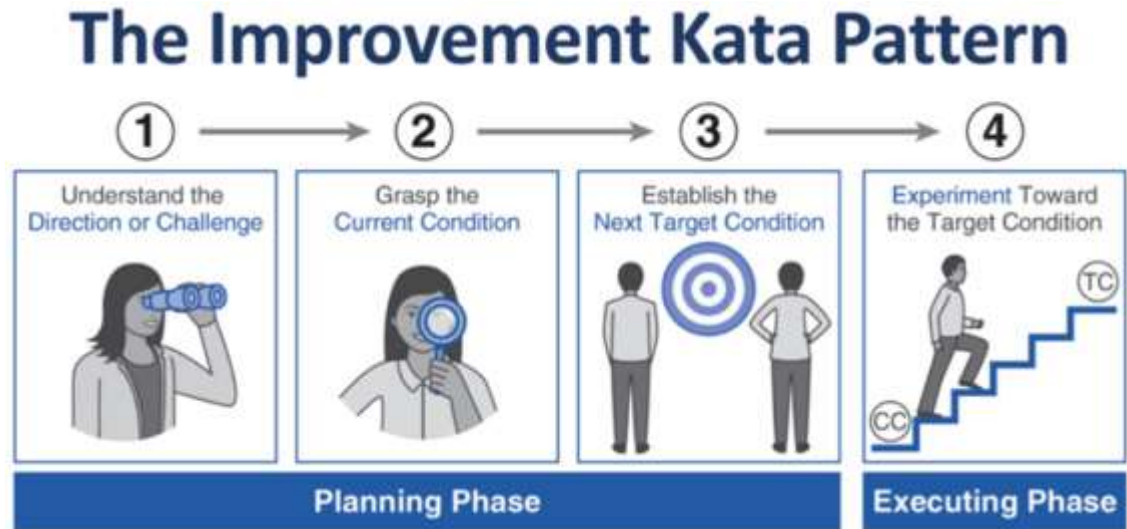 The Improvement Kata Pattern
1
2
3
4
Understand the
Direction or Challenge
Grasp the
Current Condition
Establish the
Next Target Condition
Experiment Toward
the Target Condition
TC
CC
Planning Phase
Executing Phase